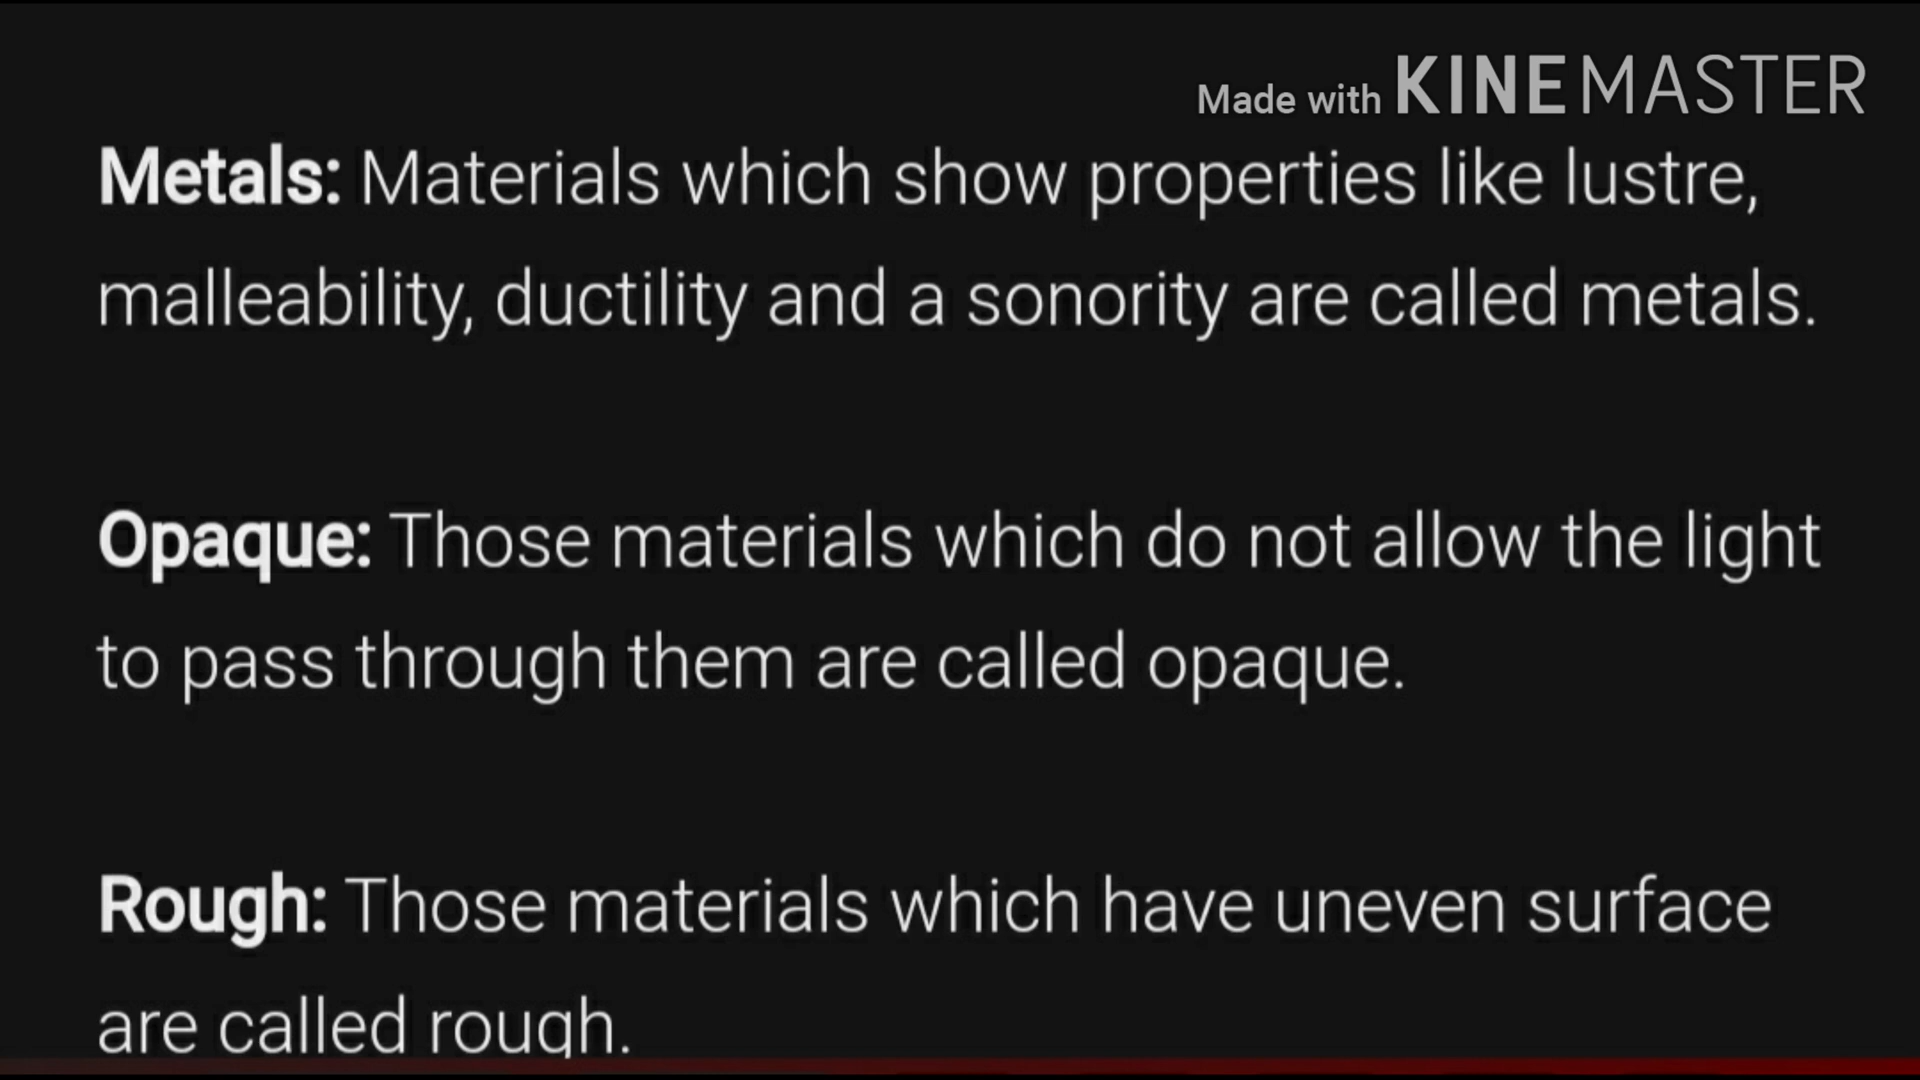 Made with KINEMASTER
Metals: Materials which show properties like lustre,
malleability, ductility and a sonority are called metals.
Opaque: Those materials which do not allow the light
to pass through them are called opaque.
Rough: Those materials which have uneven surface
are called rough.